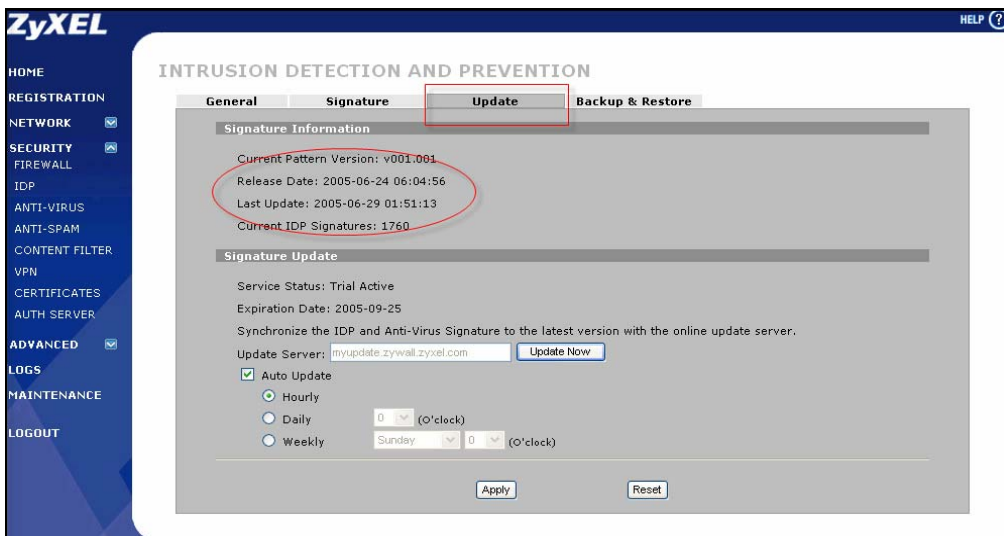 ZyXEL
HELP ?
HOME
REGISTRATION
NETWORK
SECURITY
FIREWALL
IDP
ANTI-VIRUS
ANTI-SPAM
CONTENT FILTER
VPN
CERTIFICATES
AUTH SERVER
ADVANCED
LOGS
MAINTENANCE
LOGOUT
INTRUSION DETECTION AND PREVENTION
General Signature Update Backup & Restore
Signature Information
Current Pattern Version: v001.001
Release Date: 2005-06-24 06:04:56
Last Update: 2005-06-29 01:51:13
Current IDP Signatures: 1760
Signature Update
Service Status: Trial Active
Expiration Date: 2005-09-25
Synchronize the IDP and Anti-Virus Signature to the latest version with the online update server.
Update Server: myupdate.zywall.zyxel.com Update Now
Auto Update
Hourly
Daily 0 (O'clock)
Weekly Sunday 0 (O'clock)
Apply Reset